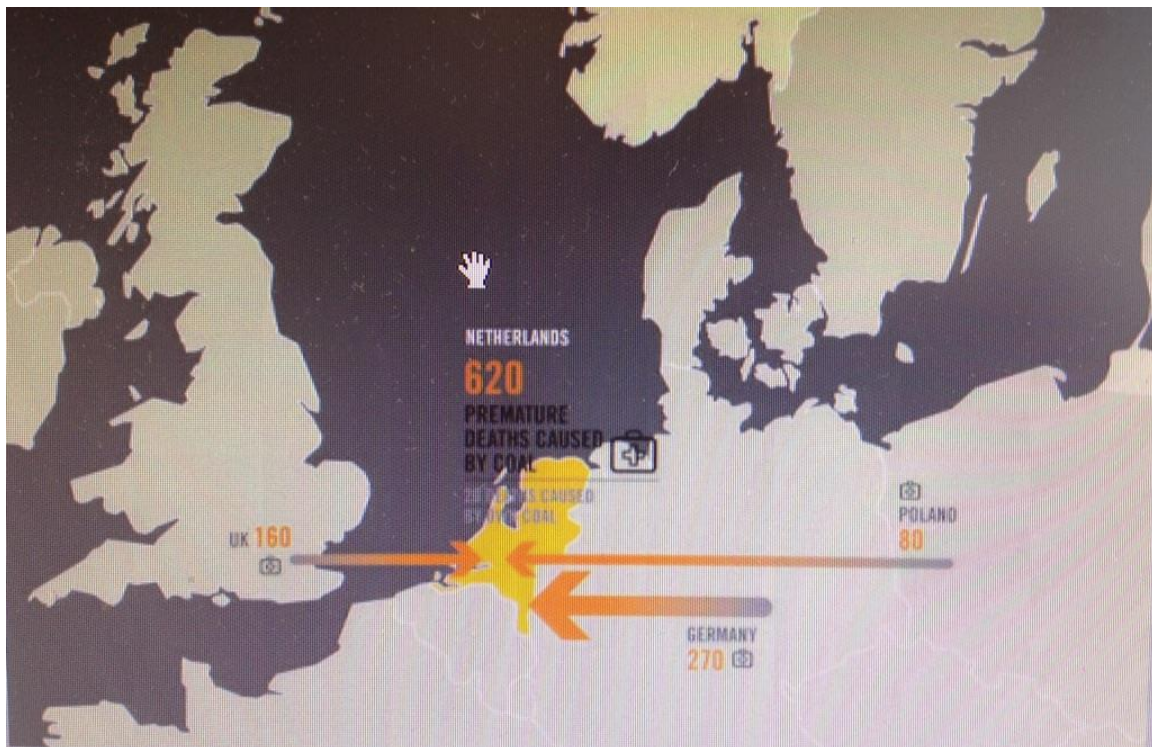 NETHERLANDS
620
PREMATURE
DEATHS CAUSED
BY COAL
CAUSED
COAL
UK 160
POLAND
80
GERMANY
270